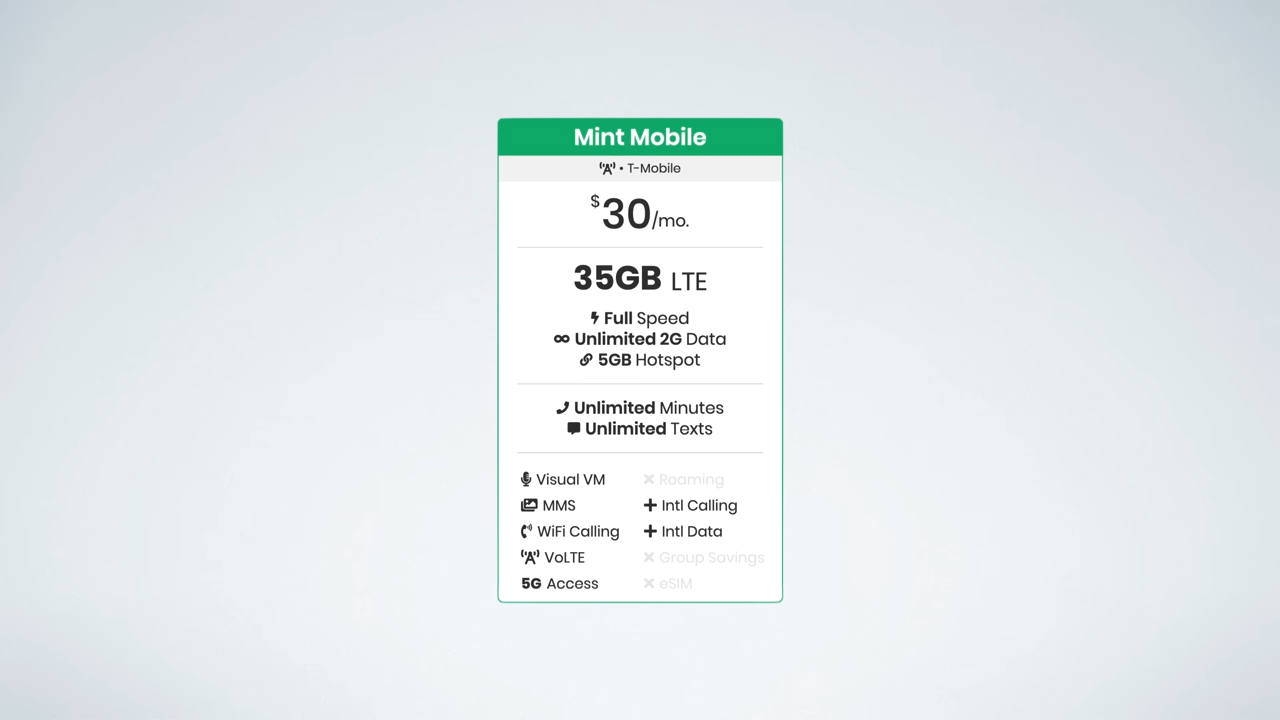 Mint Mobile
• T-Mobile
$30/mo.
35GB LTE
Full Speed
Unlimited 2G Data
5GB Hotspot
Unlimited Minutes
Unlimited Texts
Visual VM
Roaming
MMS
Intl Calling
WiFi Calling
Intl Data
VoLTE
Group Savings
5G Access
eSIM